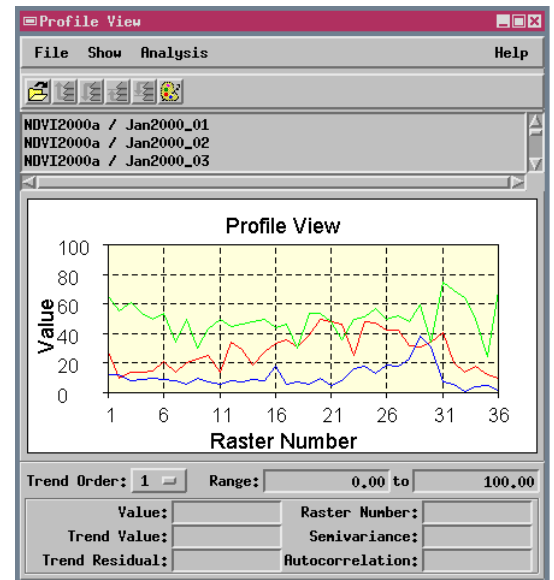 Profile View
File Show Analysis Help
NDVI2000a / Jan2000_01
NDVI2000a / Jan2000_02
NDVI2000a / Jan2000_03
Profile View
100
80
60
40
20
0
Value
1 6 11 16 21 26 31 36
Raster Number
Trend Order: 1 Range: 0.00 to 100.00
Value: Raster Number:
Trend Value: Semivariance:
Trend Residual: Autocorrelation: